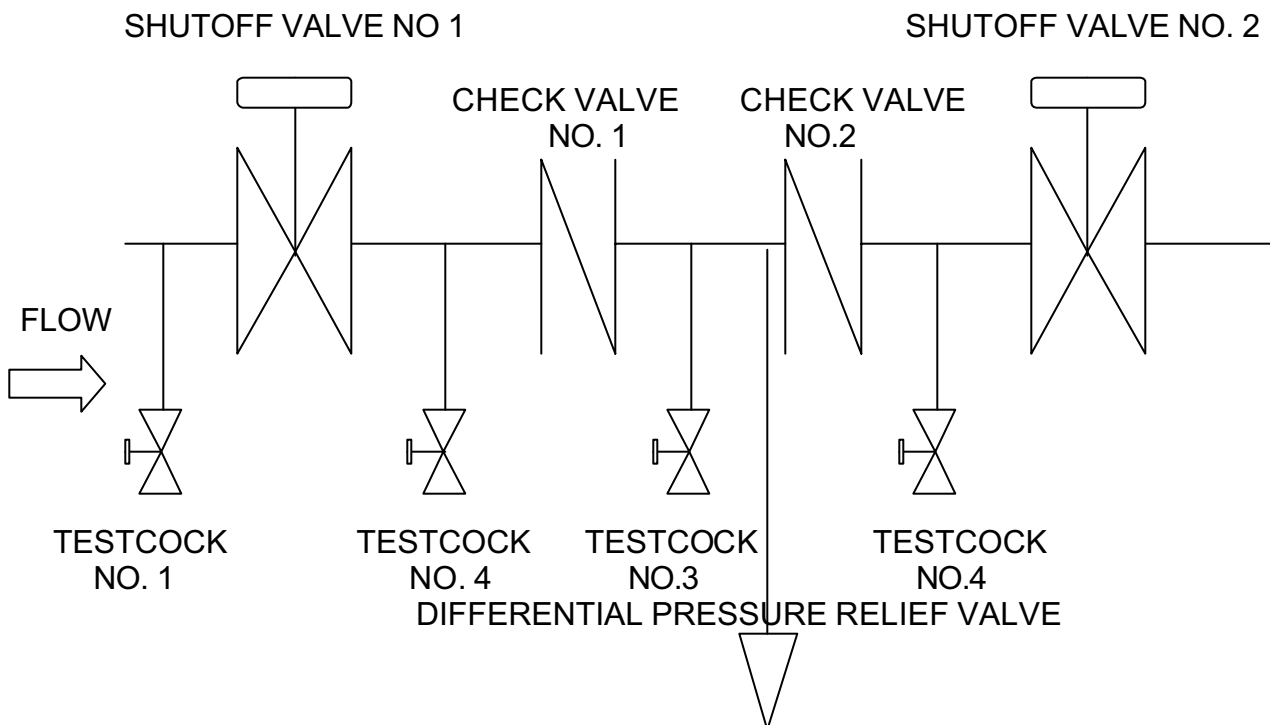 SHUTOFF VALVE NO 1
SHUTOFF VALVE NO. 2
CHECK VALVE
NO. 1
CHECK VALVE
NO.2
FLOW
TESTCOCK
NO. 1
TESTCOCK
NO. 4
TESTCOCK
NO.3
TESTCOCK
NO.4
DIFFERENTIAL PRESSURE RELIEF VALVE